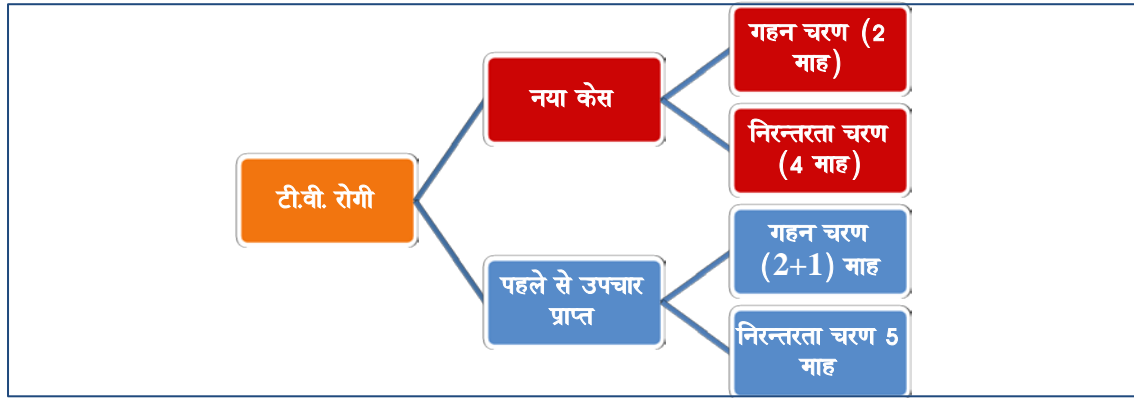 टी.वी. रोगी
नया केस
गहन चरण (2
माह)
निरन्तरता चरण
(4 माह)
पहले से उपचार
प्राप्त
गहन चरण
(2+1) माह
निरन्तरता चरण 5
माह